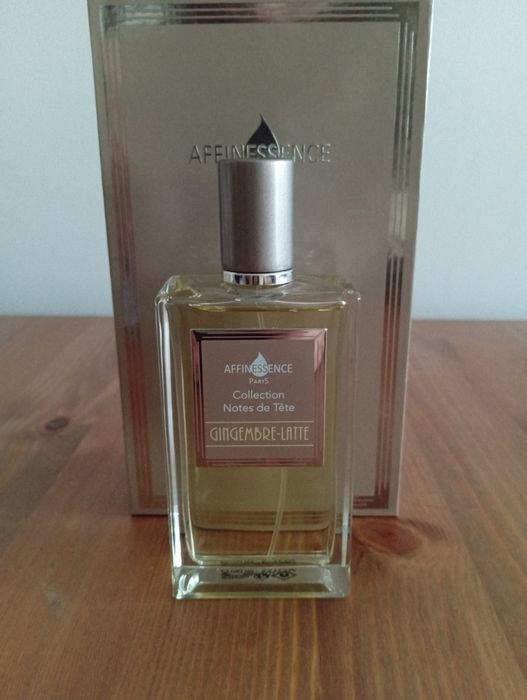 AFFINESSENCE
AFFINESSENCE
PARIS
Collection
Notes de Tête
GINGEMBRE-LATTE